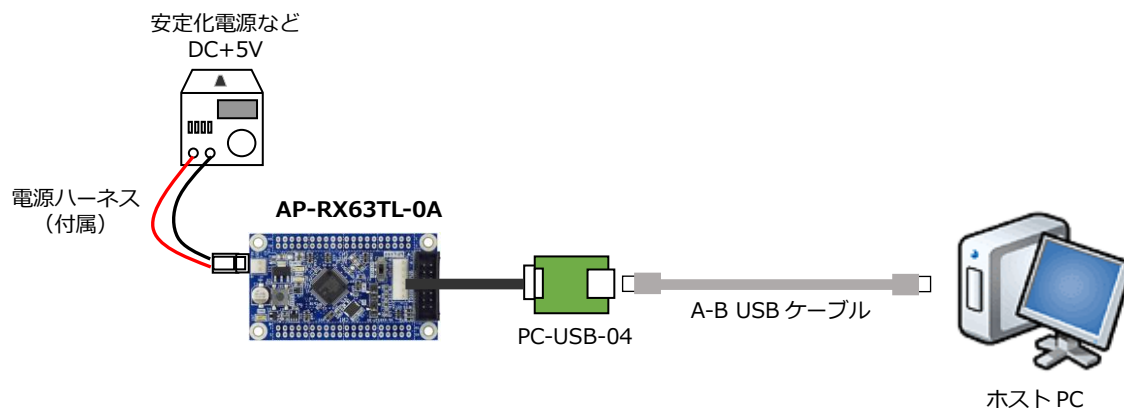 安定化電源など
DC+5V
電源ハーネス
（付属）
AP-RX63TL-0A
PC-USB-04
A-B USB ケーブル
ホスト PC